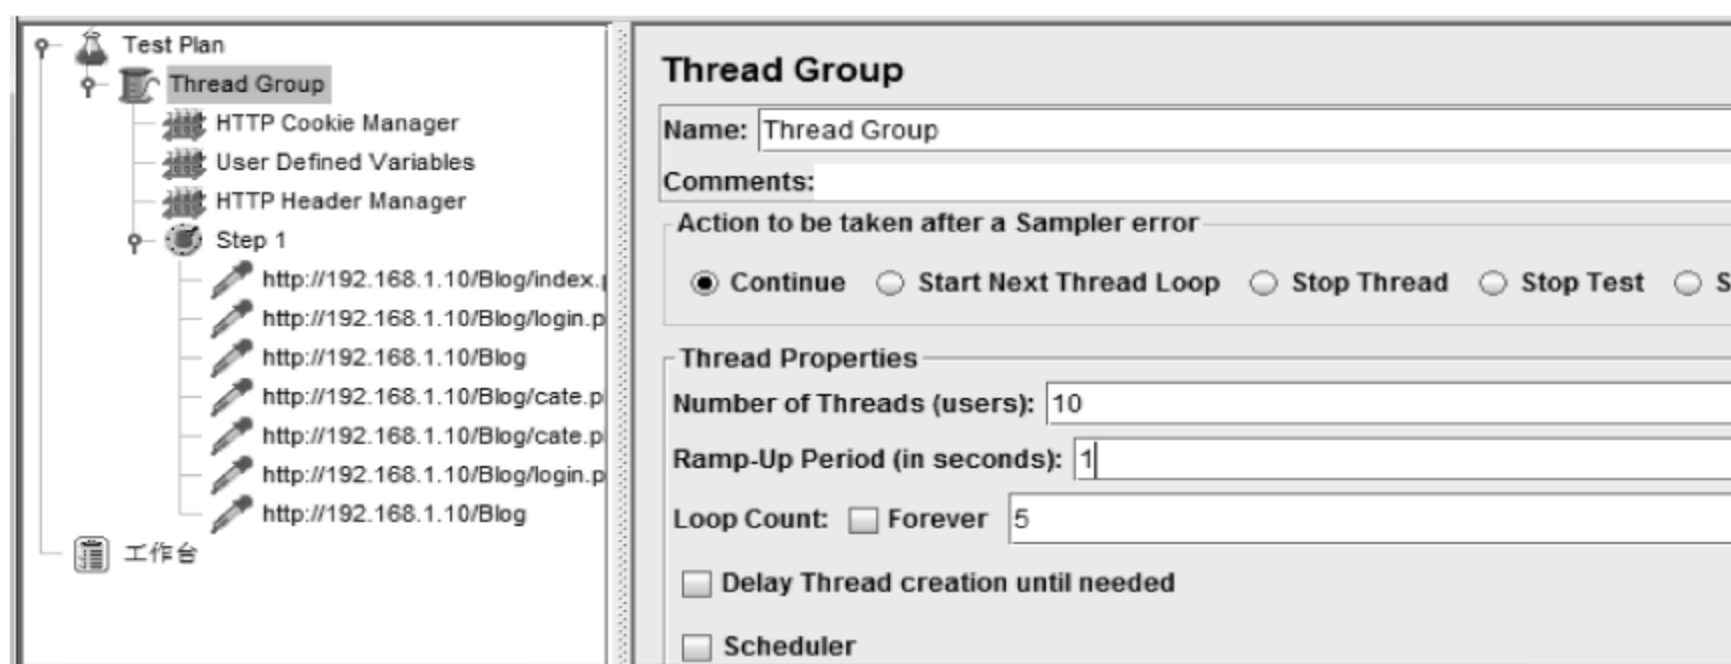 Test Plan
Thread Group
HTTP Cookie Manager
User Defined Variables
HTTP Header Manager
Step 1
http://192.168.1.10/Blog/index.p
http://192.168.1.10/Blog/login.p
http://192.168.1.10/Blog
http://192.168.1.10/Blog/cate.p
http://192.168.1.10/Blog/cate.p
http://192.168.1.10/Blog/login.p
http://192.168.1.10/Blog
工作台
Thread Group
Name: Thread Group
Comments:
Action to be taken after a Sampler error
Continue Start Next Thread Loop Stop Thread Stop Test S
Thread Properties
Number of Threads (users): 10
Ramp-Up Period (in seconds): 1
Loop Count: Forever 5
Delay Thread creation until needed
Scheduler